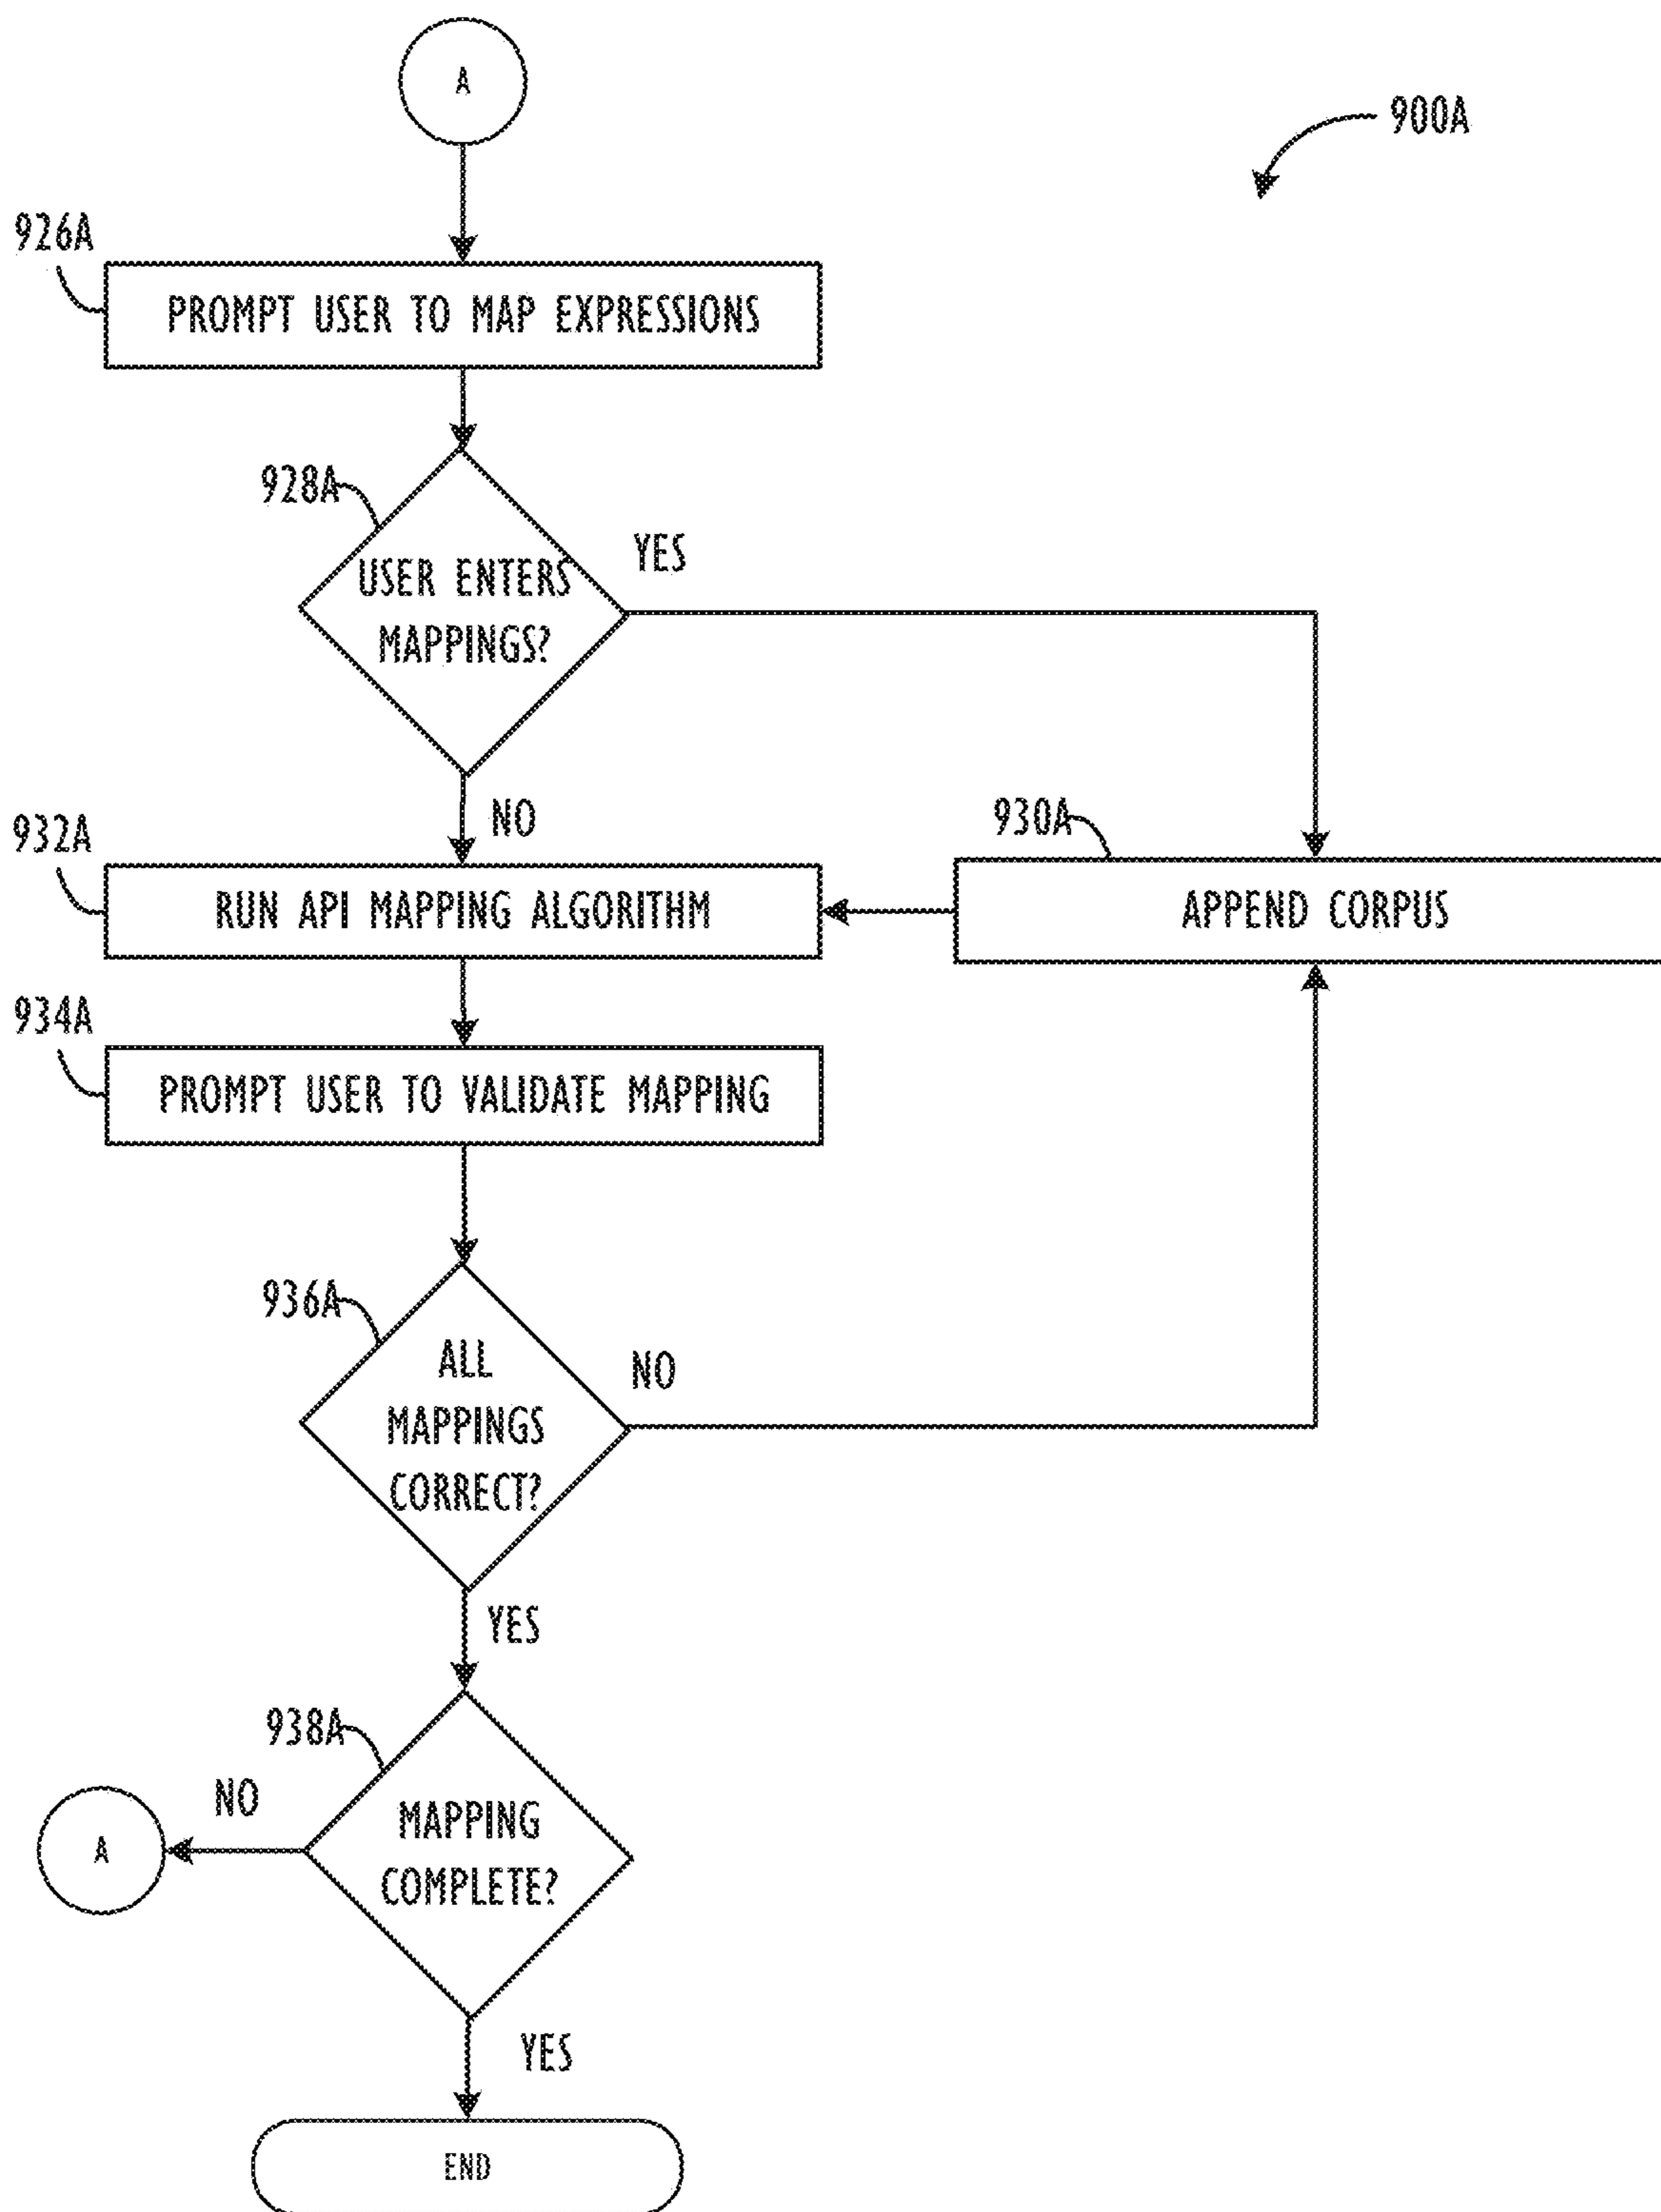 A
900A
926A
PROMPT USER TO MAP EXPRESSIONS
928A
YES
USER ENTERS
MAPPINGS?
NO
932A
930A
RUN API MAPPING ALGORITHM
APPEND CORPUS
934A
PROMPT USER TO VALIDATE MAPPING
936A
ALL
MAPPINGS
CORRECT?
NO
YES
938A
NO
A
MAPPING
COMPLETE?
YES
END